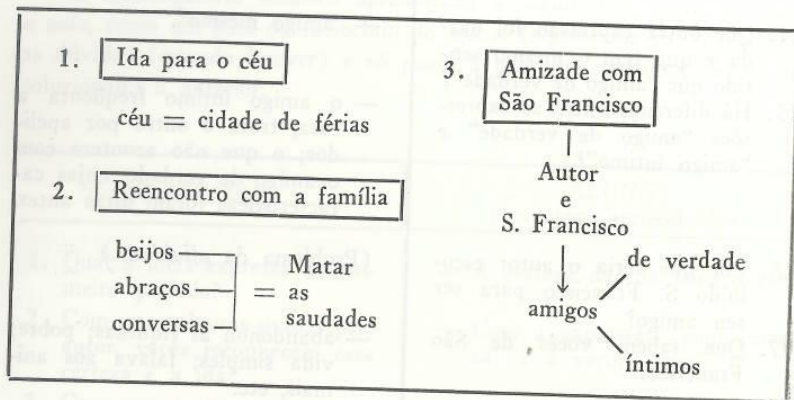 1. Ida para o céu
céu = cidade de férias
2. Reencontro com a família
beijos
abraços = Matar as saudades
conversas
3. Amizade com
São Francisco
Autor
e
S. Francisco
de verdade
amigos
íntimos